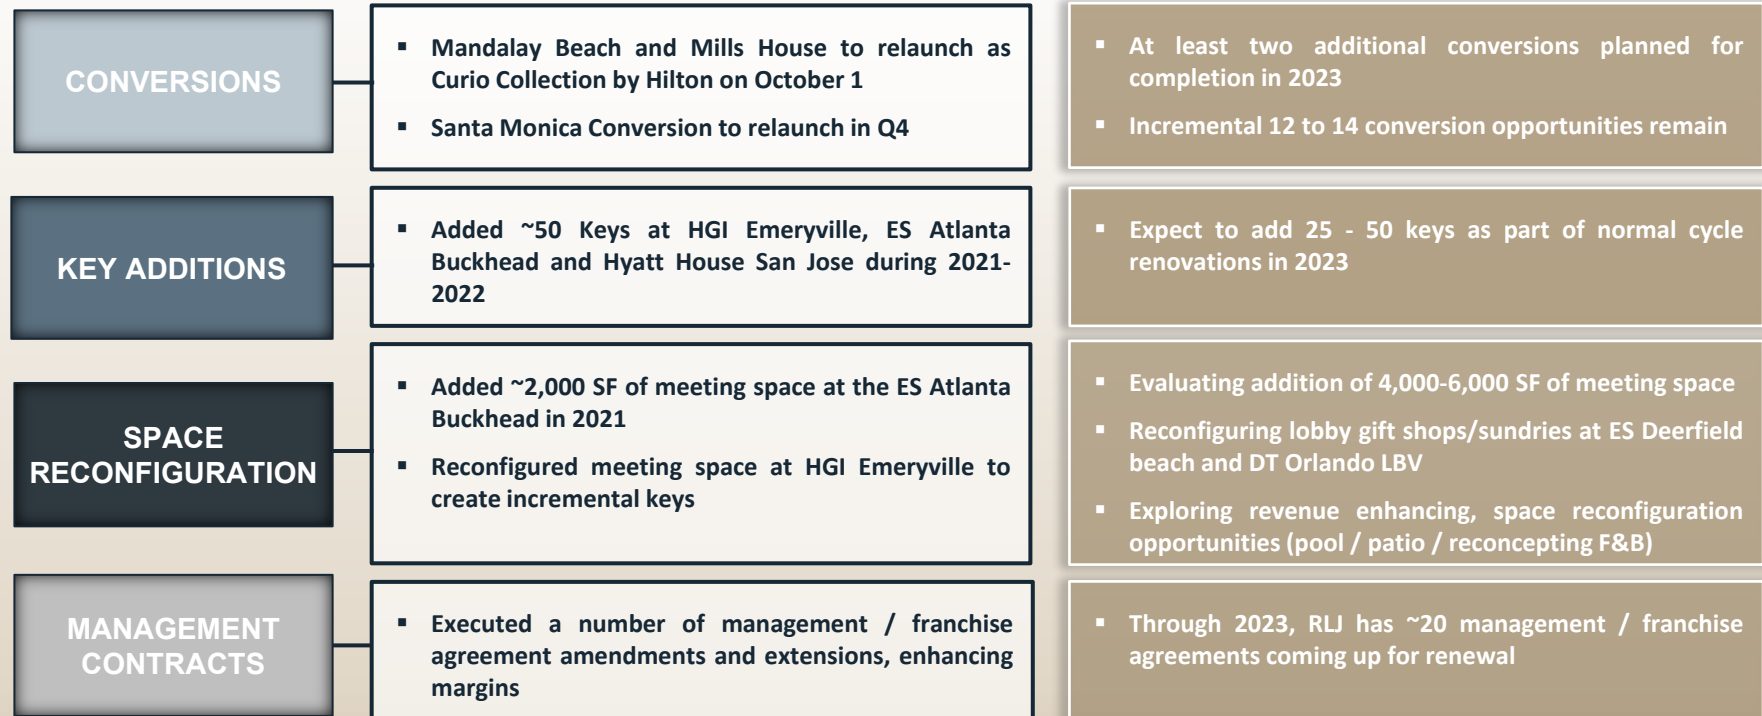 CONVERSIONS
▪ Mandalay Beach and Mills House to relaunch as
Curio Collection by Hilton on October 1
▪ Santa Monica Conversion to relaunch in Q4
▪ At least two additional conversions planned for
completion in 2023
▪ Incremental 12 to 14 conversion opportunities remain
KEY ADDITIONS
▪ Added ~50 Keys at HGI Emeryville, ES Atlanta
Buckhead and Hyatt House San Jose during 2021-
2022
▪ Expect to add 25 - 50 keys as part of normal cycle
renovations in 2023
SPACE
RECONFIGURATION
▪ Added ~2,000 SF of meeting space at the ES Atlanta
Buckhead in 2021
▪ Reconfigured meeting space at HGI Emeryville to
create incremental keys
▪ Evaluating addition of 4,000-6,000 SF of meeting space
▪ Reconfiguring lobby gift shops/sundries at ES Deerfield
beach and DT Orlando LBV
▪ Exploring revenue enhancing, space reconfiguration
opportunities (pool / patio / reconcepting F&B)
MANAGEMENT
CONTRACTS
▪ Executed a number of management / franchise
agreement amendments and extensions, enhancing
margins
▪ Through 2023, RLJ has ~20 management / franchise
agreements coming up for renewal